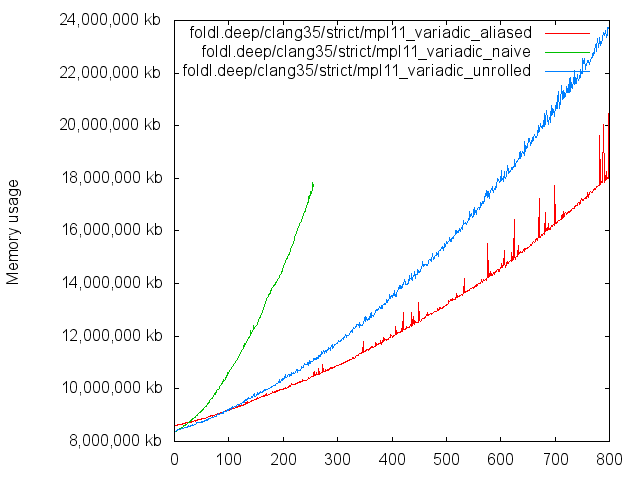 24,000,000 kb
22,000,000 kb
20,000,000 kb
18,000,000 kb
16,000,000 kb
14,000,000 kb
12,000,000 kb
10,000,000 kb
8,000,000 kb
Memory usage
foldl.deep/clang35/strict/mpl11_variadic_aliased
foldl.deep/clang35/strict/mpl11_variadic_naive
foldl.deep/clang35/strict/mpl11_variadic_unrolled
0 100 200 300 400 500 600 700 800